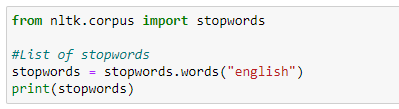 from nltk.corpus import stopwords
#List of stopwords
stopwords = stopwords.words("english")
print(stopwords)